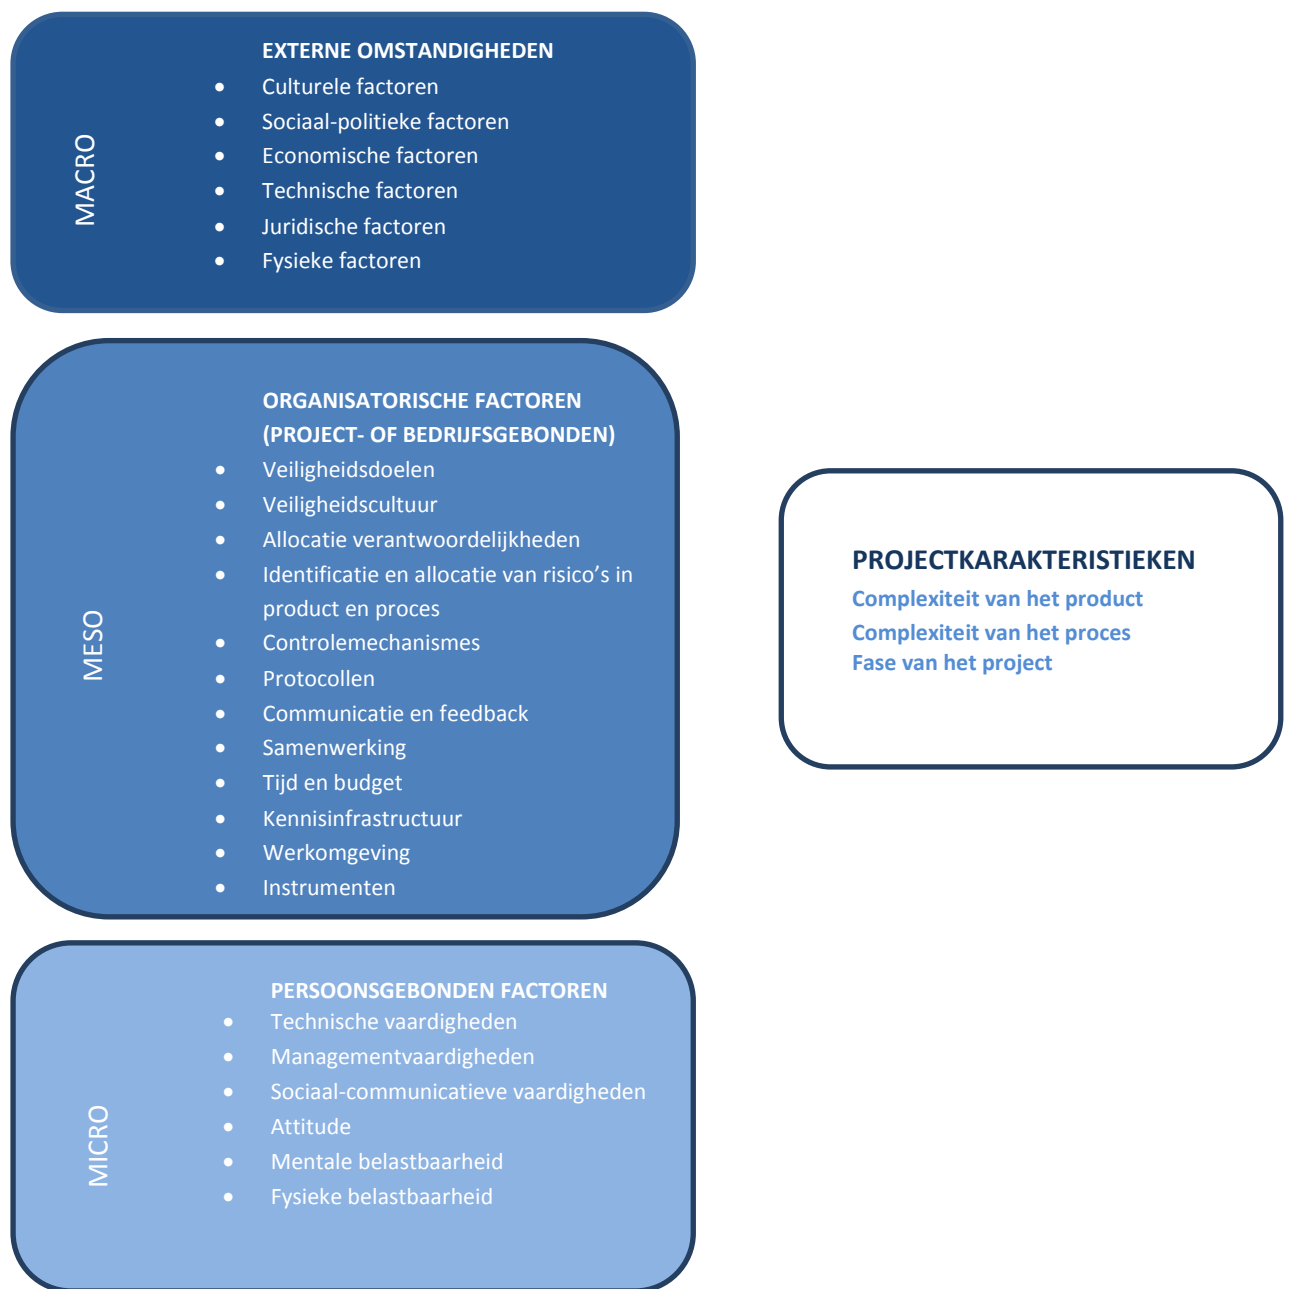 MACRO
EXTERNE OMSTANDIGHEDEN
• Culturele factoren
• Sociaal-politieke factoren
• Economische factoren
• Technische factoren
• Juridische factoren
• Fysieke factoren
MESO
ORGANISATORISCHE FACTOREN
(PROJECT- OF BEDRIJFSGEBONDEN)
• Veiligheidsdoelen
• Veiligheidscultuur
• Allocatie verantwoordelijkheden
• Identificatie en allocatie van risico’s in
product en proces
• Controlemechanismes
• Protocollen
• Communicatie en feedback
• Samenwerking
• Tijd en budget
• Kennisinfrastructuur
• Werkomgeving
• Instrumenten
PROJECTKARAKTERISTIEKEN
Complexiteit van het product
Complexiteit van het proces
Fase van het project
MICRO
PERSOONSGEBONDEN FACTOREN
• Technische vaardigheden
• Managementvaardigheden
• Sociaal-communicatieve vaardigheden
• Attitude
• Mentale belastbaarheid
• Fysieke belastbaarheid